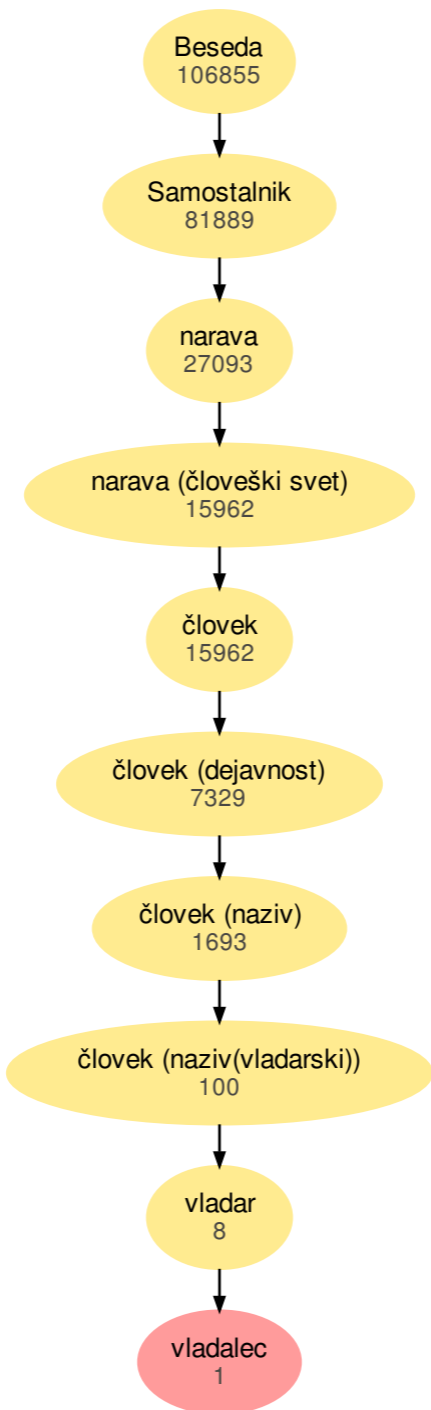 Beseda
106855
Samostalnik
81889
narava
27093
narava (človeški svet)
15962
človek
15962
človek (dejavnost)
7329
človek (naziv)
1693
človek (naziv(vladarski))
100
vladar
8
vladalec
1